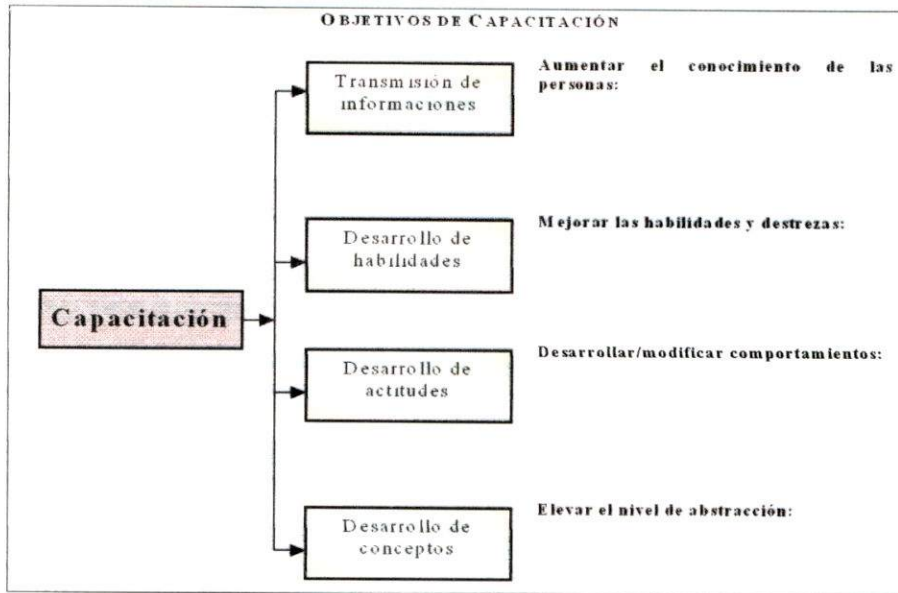 OBJETIVOS DE CAPACITACIÓN
Transmisión de
informaciones
Aumentar el conocimiento de las
personas:
Desarrollo de
habilidades
Mejorar las habilidades y destrezas:
Capacitación
Desarrollo de
actitudes
Desarrollar/modificar comportamientos:
Desarrollo de
conceptos
Elevar el nivel de abstracción: